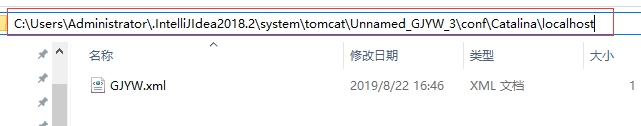 C:\Users\Administrator\.IntelliJIdea2018.2\system\tomcat\Unnamed_GJYW_3\conf\Catalina\localhost
名称 修改日期 类型 大小
GJYW.xml 2019/8/22 16:46 XML 文档 1